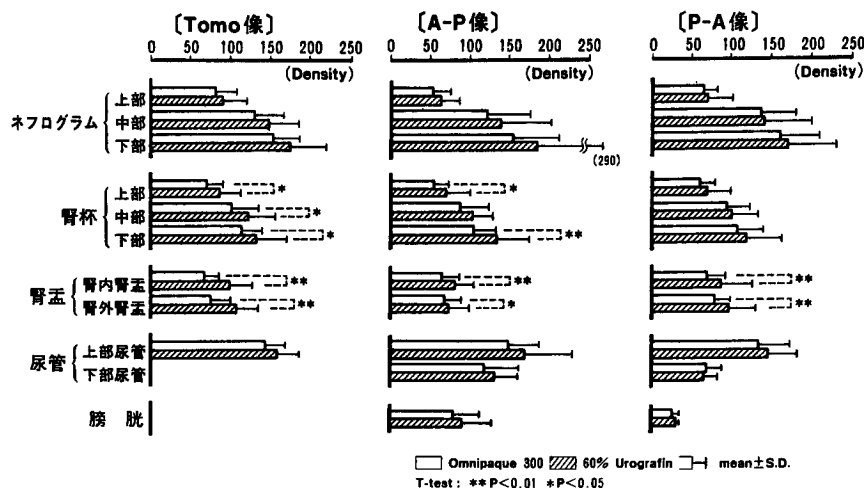 〔Tomo像〕 〔A-P像〕 〔P-A像〕
0 50 100 150 200 250 0 50 100 150 200 250 0 50 100 150 200 250
(Density) (Density) (Density)
ネフログラム
上部
中部
下部
(290)
腎杯
上部 * *
中部 *
下部 * **
腎盂
腎内腎盂 ** ** **
腎外腎盂 ** * **
尿管
上部尿管
下部尿管
膀胱
Omnipaque 300 60% Urografin mean±S.D.
T-test : ** P<0.01 * P<0.05